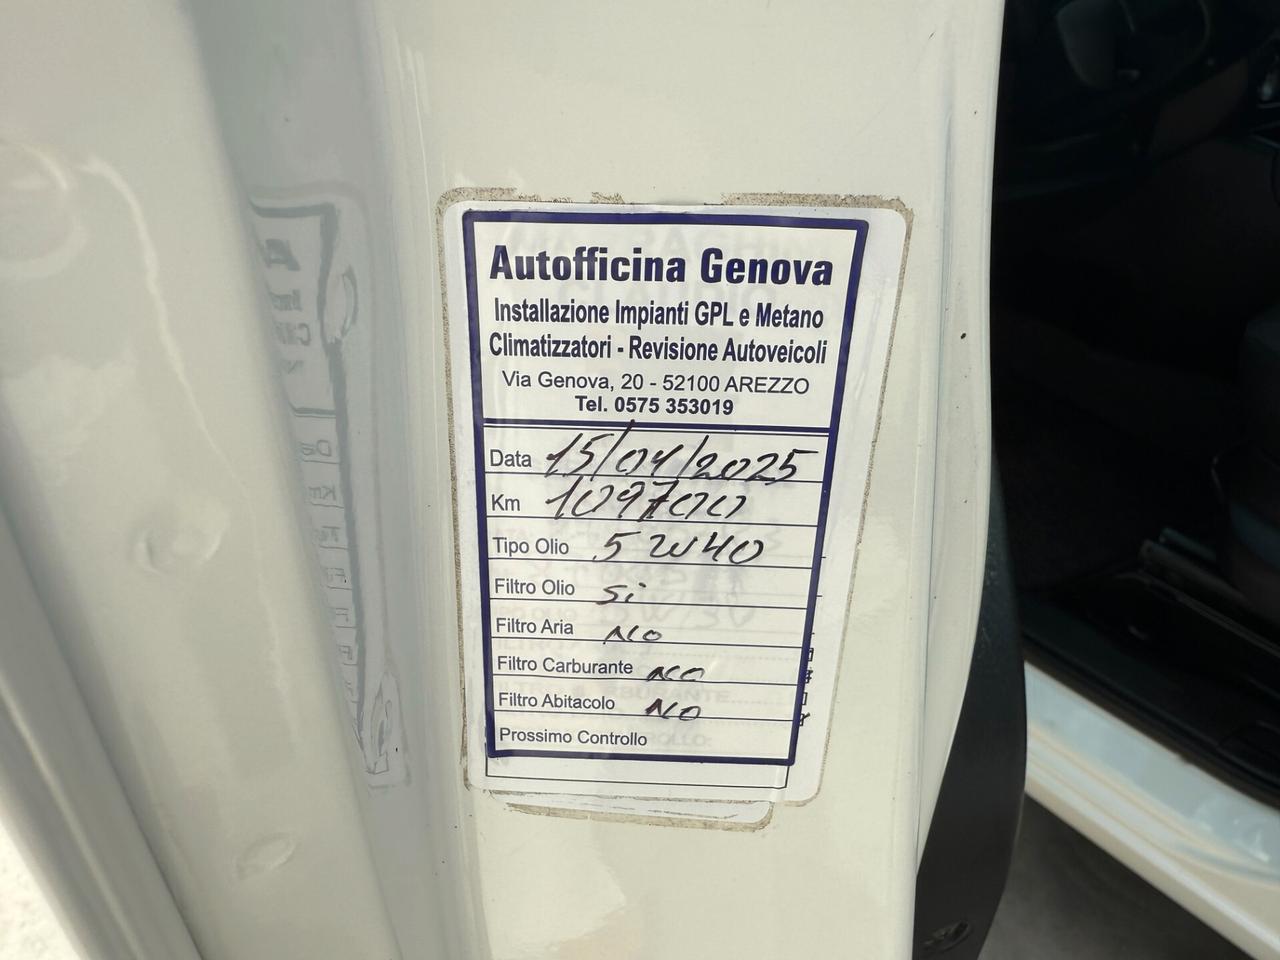 Autofficina Genova
Installazione Impianti GPL e Metano
Climatizzatori - Revisione Autoveicoli
Via Genova, 20 - 52100 AREZZO
Tel. 0575 353019
Data 15/04/2025
Km 109700
Tipo Olio 5W40
Filtro Olio Si
Filtro Aria NO
Filtro Carburante NO
Filtro Abitacolo NO
Prossimo Controllo